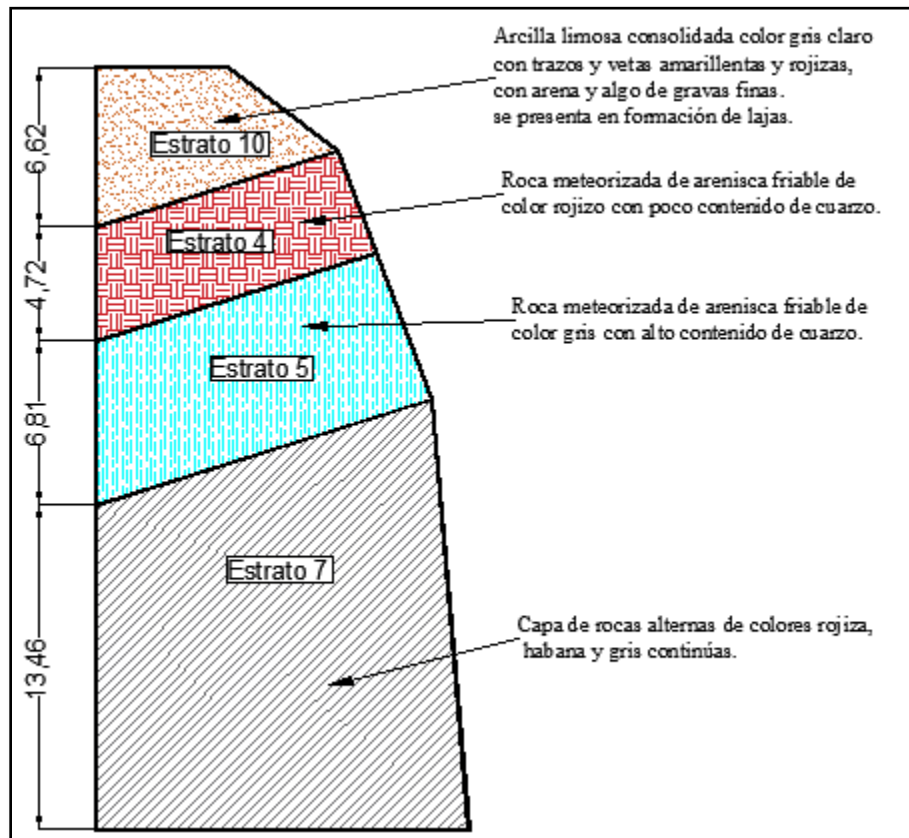 Arcilla limosa consolidada color gris claro
con trazos y vetas amarillentas y rojizas,
con arena y algo de gravas finas.
se presenta en formación de lajas.
6,62
Estrato 10
Roca meteorizada de arenisca friable de
color rojizo con poco contenido de cuarzo.
4,72
Estrato 4
Roca meteorizada de arenisca friable de
color gris con alto contenido de cuarzo.
6,81
Estrato 5
13,46
Estrato 7
Capa de rocas alternas de colores rojiza,
habana y gris continúas.